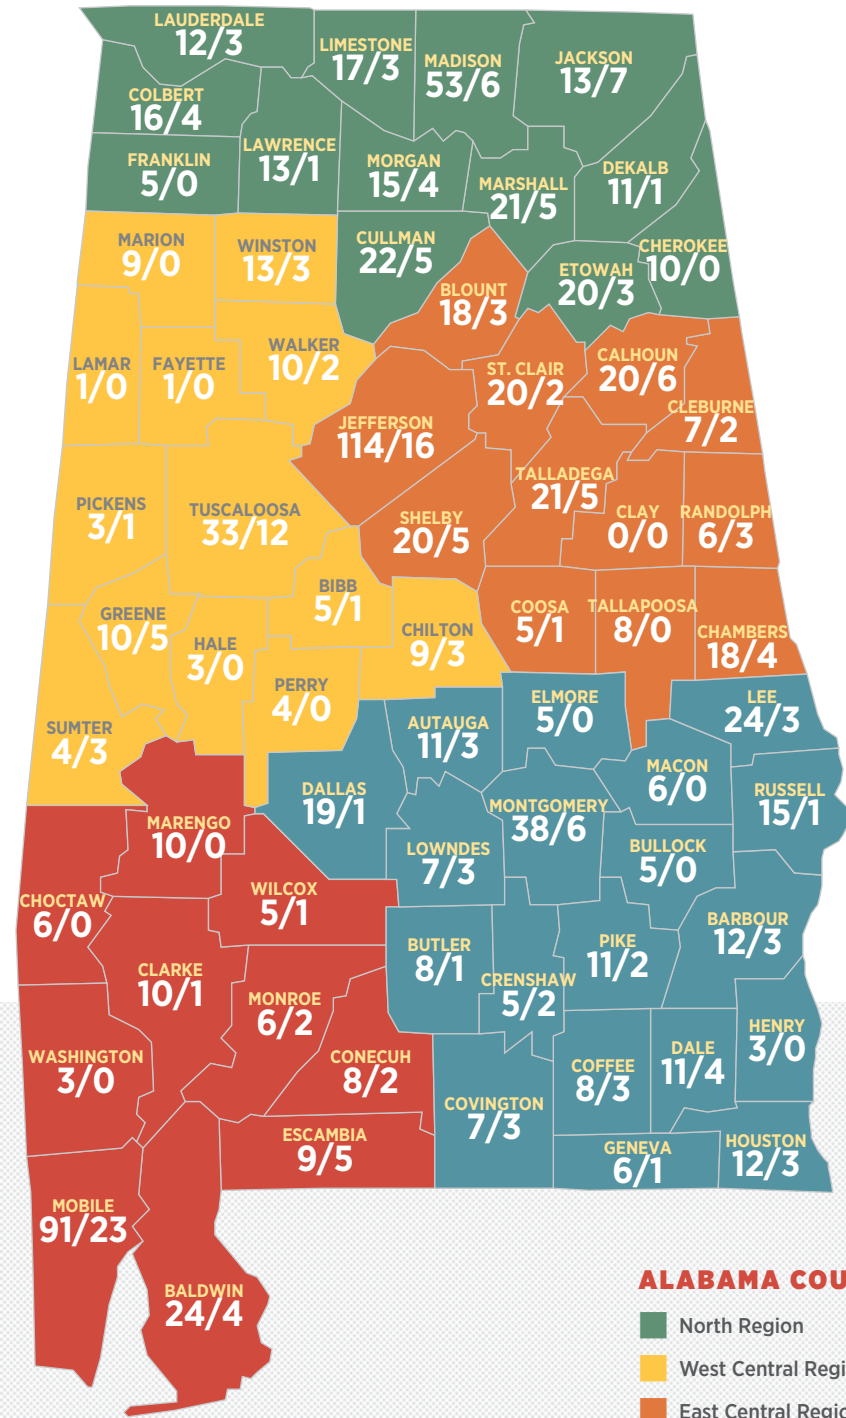 LAUDERDALE
12/3
LIMESTONE
17/3
MADISON
53/6
JACKSON
13/7
COLBERT
16/4
LAWRENCE
13/1
FRANKLIN
5/0
MORGAN
15/4
MARSHALL
21/5
DEKALB
11/1
MARION
9/0
WINSTON
13/3
CULLMAN
22/5
CHEROKEE
10/0
ETOWAH
20/3
BLOUNT
18/3
LAMAR
1/0
FAYETTE
1/0
WALKER
10/2
ST. CLAIR
20/2
CALHOUN
20/6
CLEBURNE
7/2
JEFFERSON
114/16
TALLADEGA
21/5
PICKENS
3/1
TUSCALOOSA
33/12
SHELBY
20/5
CLAY
0/0
RANDOLPH
6/3
BIBB
5/1
GREENE
10/5
HALE
3/0
CHILTON
9/3
COOSA
5/1
TALLAPOOSA
8/0
CHAMBERS
18/4
PERRY
4/0
SUMTER
4/3
AUTAUGA
11/3
ELMORE
5/0
LEE
24/3
MACON
6/0
RUSSELL
15/1
DALLAS
19/1
MONTGOMERY
38/6
MARENGO
10/0
LOWNDES
7/3
BULLOCK
5/0
CHOCTAW
6/0
WILCOX
5/1
BARBOUR
12/3
BUTLER
8/1
PIKE
11/2
CLARKE
10/1
CRENSHAW
5/2
MONROE
6/2
HENRY
3/0
WASHINGTON
3/0
CONECUH
8/2
COFFEE
8/3
DALE
11/4
COVINGTON
7/3
ESCAMBIA
9/5
GENEVA
6/1
HOUSTON
12/3
MOBILE
91/23
BALDWIN
24/4
ALABAMA COU
North Region
West Central Regi
East Central Regio